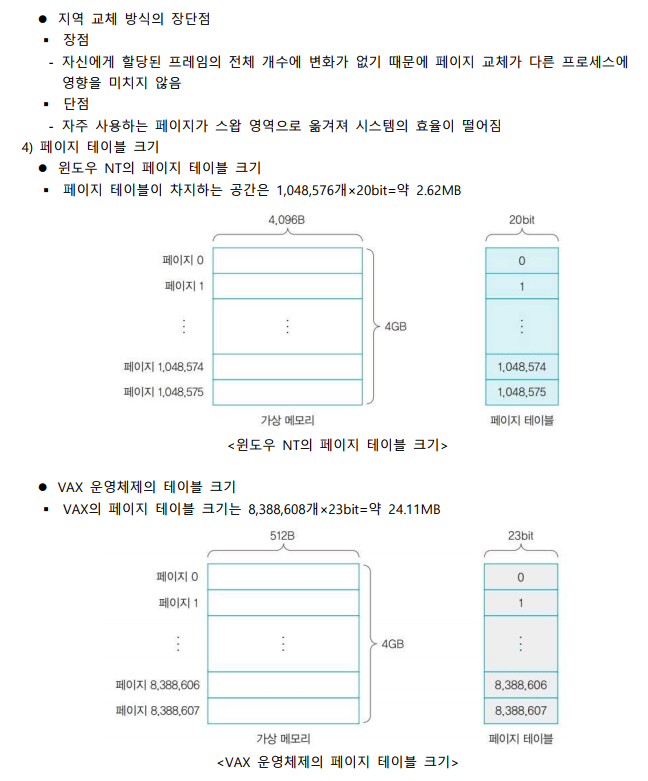 ● 지역 교체 방식의 장단점
▪ 장점
- 자신에게 할당된 프레임의 전체 개수에 변화가 없기 때문에 페이지 교체가 다른 프로세스에
영향을 미치지 않음
▪ 단점
- 자주 사용하는 페이지가 스왑 영역으로 옮겨져 시스템의 효율이 떨어짐
4) 페이지 테이블 크기
● 윈도우 NT의 페이지 테이블 크기
▪ 페이지 테이블이 차지하는 공간은 1,048,576개×20bit=약 2.62MB
4,096B 20bit
페이지 0 0
페이지 1 1
⋮ ⋮ ⋮
4GB
페이지 1,048,574 1,048,574
페이지 1,048,575 1,048,575
가상 메모리 페이지 테이블
<윈도우 NT의 페이지 테이블 크기>
● VAX 운영체제의 테이블 크기
▪ VAX의 페이지 테이블 크기는 8,388,608개×23bit=약 24.11MB
512B 23bit
페이지 0 0
페이지 1 1
⋮ ⋮ ⋮
4GB
페이지 8,388,606 8,388,606
페이지 8,388,607 8,388,607
가상 메모리 페이지 테이블
<VAX 운영체제의 페이지 테이블 크기>